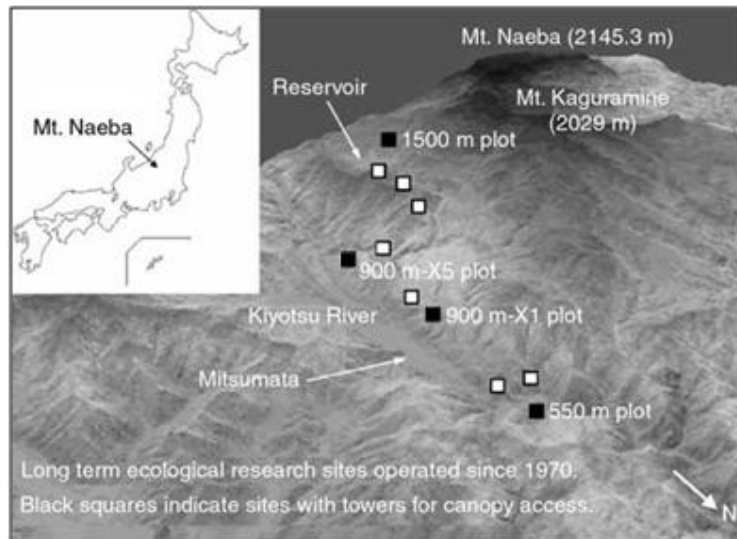 Mt. Naeba (2145.3 m)
Reservoir
Mt. Kaguramine
(2029 m)
Mt. Naeba
1500 m plot
900 m-X5 plot
Kiyotsu River
900 m-X1 plot
Mitsumata
550 m plot
Long term ecological research sites operated since 1970.
Black squares indicate sites with towers for canopy access.
N